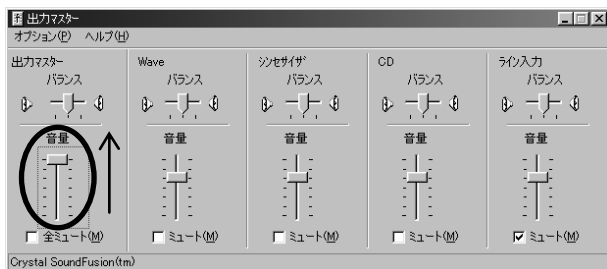 出力マスター
オプション(P) ヘルプ(H)
出力マスター Wave シンセサイザ CD ライン入力
バランス バランス バランス バランス バランス
音量 音量 音量 音量 音量
全ミュート(M) ミュート(M) ミュート(M) ミュート(M) ミュート(M)
Crystal SoundFusion(tm)